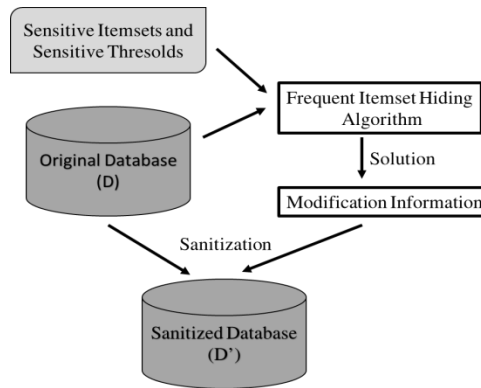 Sensitive Itemsets and
Sensitive Thresolds
Frequent Itemset Hiding
Algorithm
Original Database
(D)
Solution
Modification Information
Sanitization
Sanitized Database
(D’)